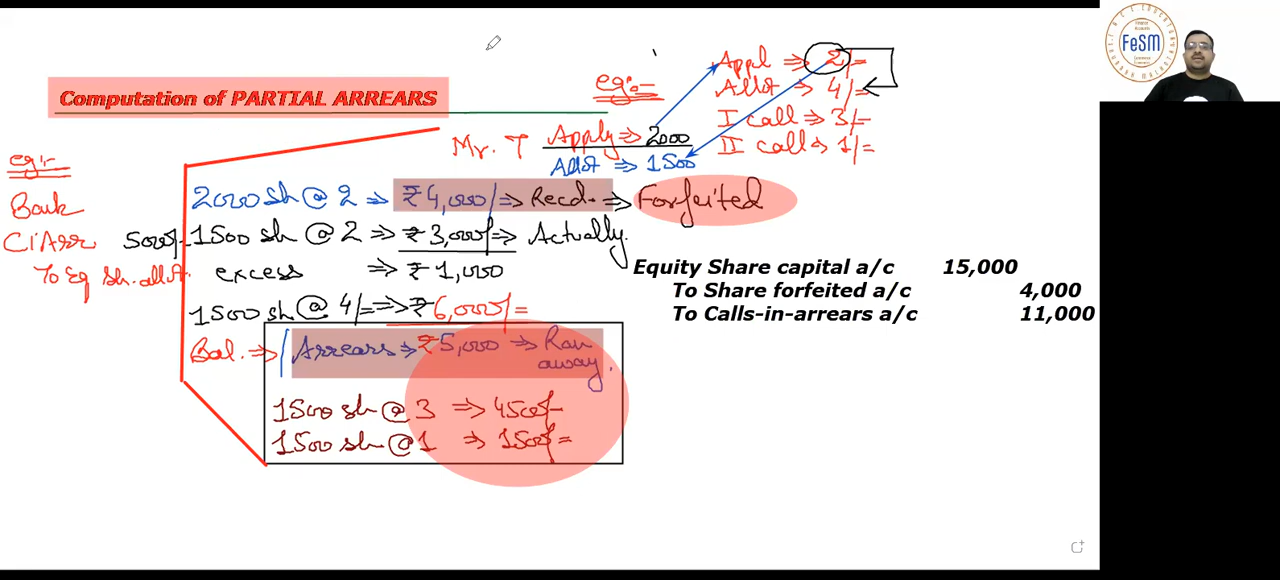 Computation of PARTIAL ARREARS
eg:-
Appl ⇒ 2/=
Allot ⇒ 4/=
I call ⇒ 3/-
II call ⇒ 1/=
Mr. T Apply ⇒ 2000
Allot ⇒ 1500
eg:-
Bank
C/Arr 5000/-
To Eq Sh. allot
2000 sh @ 2 ⇒ ₹4,000/- ⇒ Recd. ⇒ Forfeited
1500 sh @ 2 ⇒ ₹3,000/- ⇒ Actually.
excess ⇒ ₹1,000
1500 sh @ 4/= ⇒ ₹6,000/=
Bal. ⇒ Arrears ⇒ ₹5,000 ⇒ Ran away.
1500 sh @ 3 ⇒ 4500/-
1500 sh @ 1 ⇒ 1500/=
Equity Share capital a/c 15,000
To Share forfeited a/c 4,000
To Calls-in-arrears a/c 11,000
FeSM